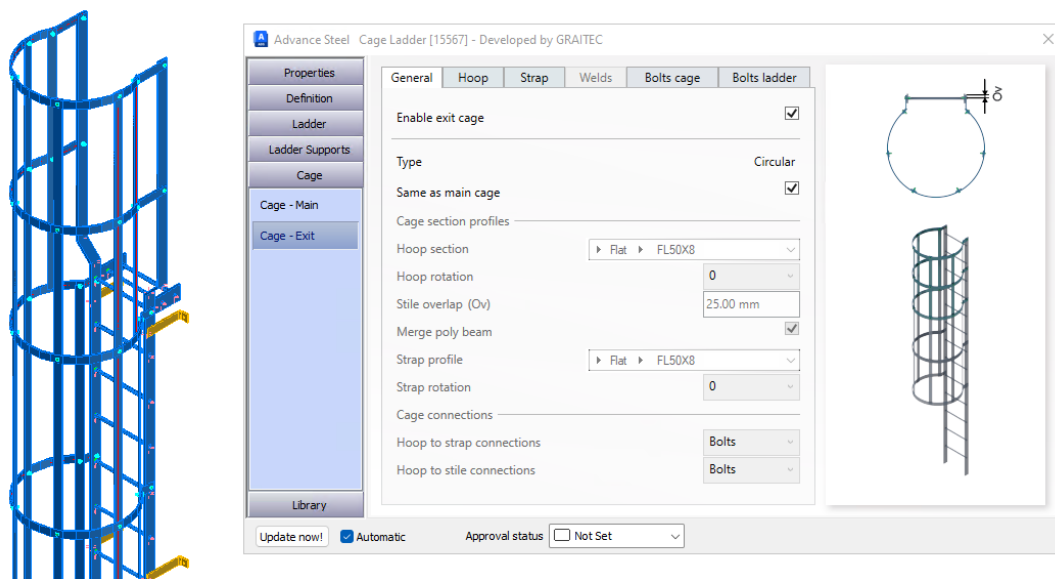 Advance Steel   Cage Ladder [15567] - Developed by GRAITEC
Properties
Definition
Ladder
Ladder Supports
Cage
Cage - Main
Cage - Exit
Library
General   Hoop   Strap   Welds   Bolts cage   Bolts ladder
Enable exit cage
Type   Circular
Same as main cage
Cage section profiles
Hoop section   Flat   FL50X8
Hoop rotation   0
Stile overlap (Ov)   25.00 mm
Merge poly beam
Strap profile   Flat   FL50X8
Strap rotation   0
Cage connections
Hoop to strap connections   Bolts
Hoop to stile connections   Bolts
Ov
Update now!   Automatic   Approval status   Not Set